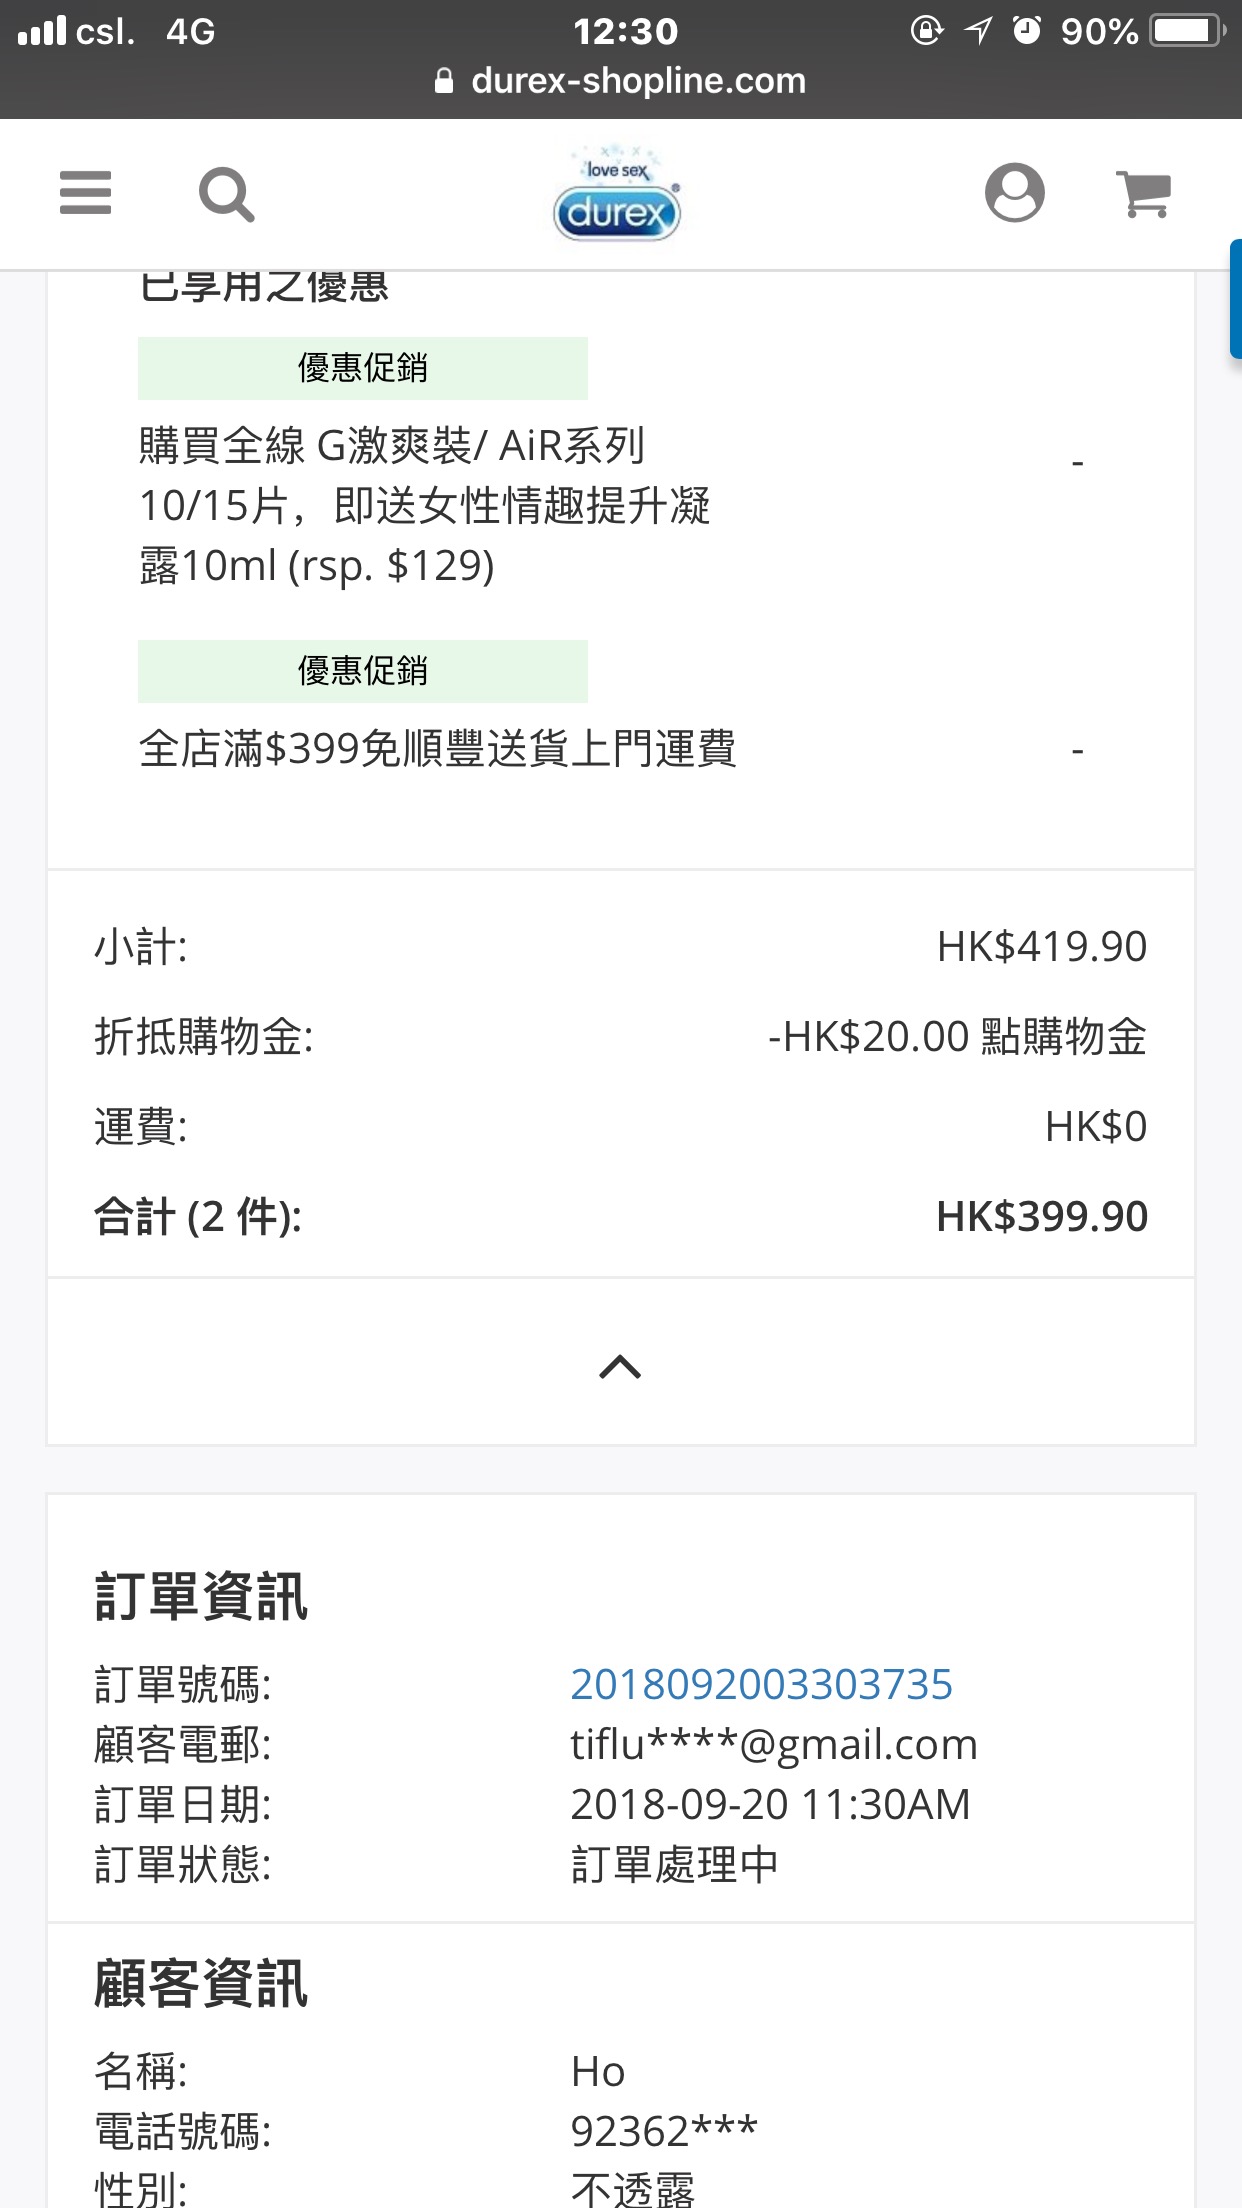 csl. 4G 12:30 90%
durex-shopline.com
love sex
durex®
已享用之優惠
優惠促銷
購買全線 G激爽裝/ AiR系列
10/15片，即送女性情趣提升凝
露10ml (rsp. $129)
-
優惠促銷
全店滿$399免順豐送貨上門運費
-
小計: HK$419.90
折抵購物金: -HK$20.00 點購物金
運費: HK$0
合計 (2 件): HK$399.90
訂單資訊
訂單號碼: 2018092003303735
顧客電郵: tiflu****@gmail.com
訂單日期: 2018-09-20 11:30AM
訂單狀態: 訂單處理中
顧客資訊
名稱: Ho
電話號碼: 92362***
性別: 不透露